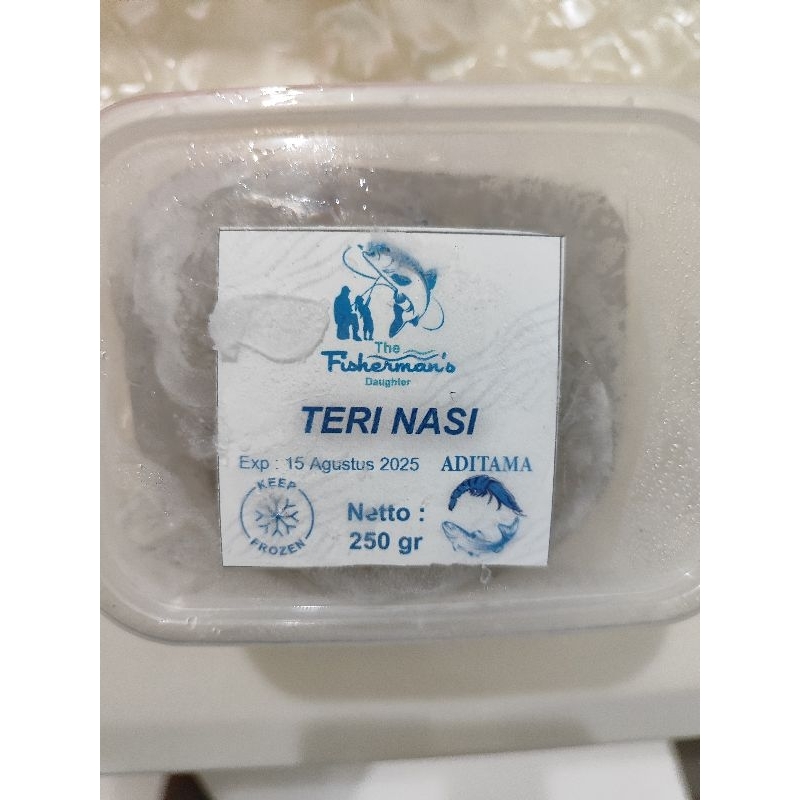 The
Fisherman's
Daughter
TERI NASI
Exp : 15 Agustus 2025 ADITAMA
KEEP
FROZEN
Netto :
250 gr